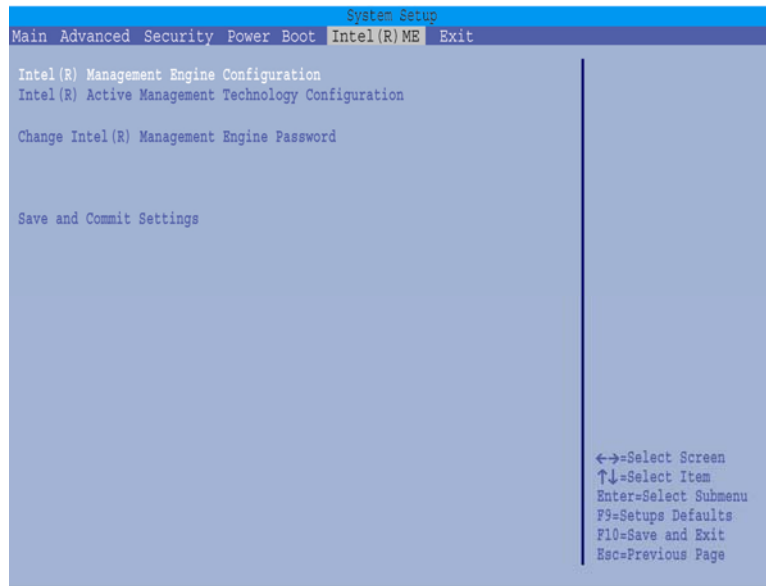 System Setup
Main Advanced Security Power Boot Intel(R) ME Exit
Intel(R) Management Engine Configuration
Intel(R) Active Management Technology Configuration
Change Intel(R) Management Engine Password
Save and Commit Settings
←→=Select Screen
↑↓=Select Item
Enter=Select Submenu
F9=Setups Defaults
F10=Save and Exit
Esc=Previous Page